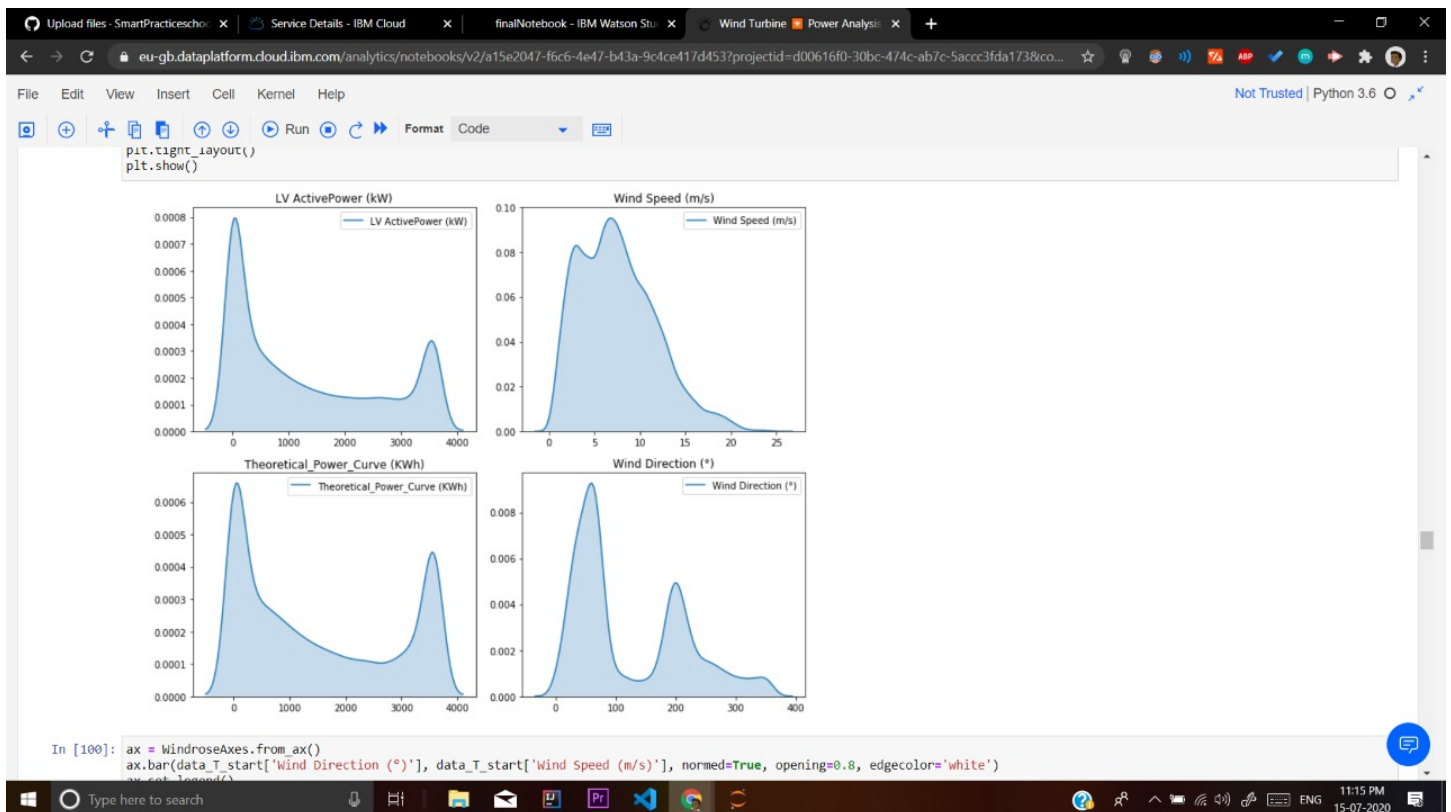 Upload files · SmartPracticeschoo
Service Details - IBM Cloud
finalNotebook - IBM Watson Stu
Wind Turbine Power Analysis
eu-gb.dataplatform.cloud.ibm.com/analytics/notebooks/v2/a15e2047-f6c6-4e47-b43a-9c4ce417d453?projectid=d00616f0-30bc-474c-ab7c-5accc3fda173&co...
ABP
File Edit View Insert Cell Kernel Help
Not Trusted | Python 3.6
Run Format Code
plt.tight_layout()
plt.show()
LV ActivePower (kW)
LV ActivePower (kW)
0.0008
0.0007
0.0006
0.0005
0.0004
0.0003
0.0002
0.0001
0.0000
0 1000 2000 3000 4000
Wind Speed (m/s)
Wind Speed (m/s)
0.10
0.08
0.06
0.04
0.02
0.00
0 5 10 15 20 25
Theoretical_Power_Curve (KWh)
Theoretical_Power_Curve (KWh)
0.0006
0.0005
0.0004
0.0003
0.0002
0.0001
0.0000
0 1000 2000 3000 4000
Wind Direction (°)
Wind Direction (°)
0.008
0.006
0.004
0.002
0.000
0 100 200 300 400
In [100]: ax = WindroseAxes.from_ax()
ax.bar(data_T_start['Wind Direction (°)'], data_T_start['Wind Speed (m/s)'], normed=True, opening=0.8, edgecolor='white')
ax.set_legend()
Type here to search
Pr
ENG
11:15 PM
15-07-2020